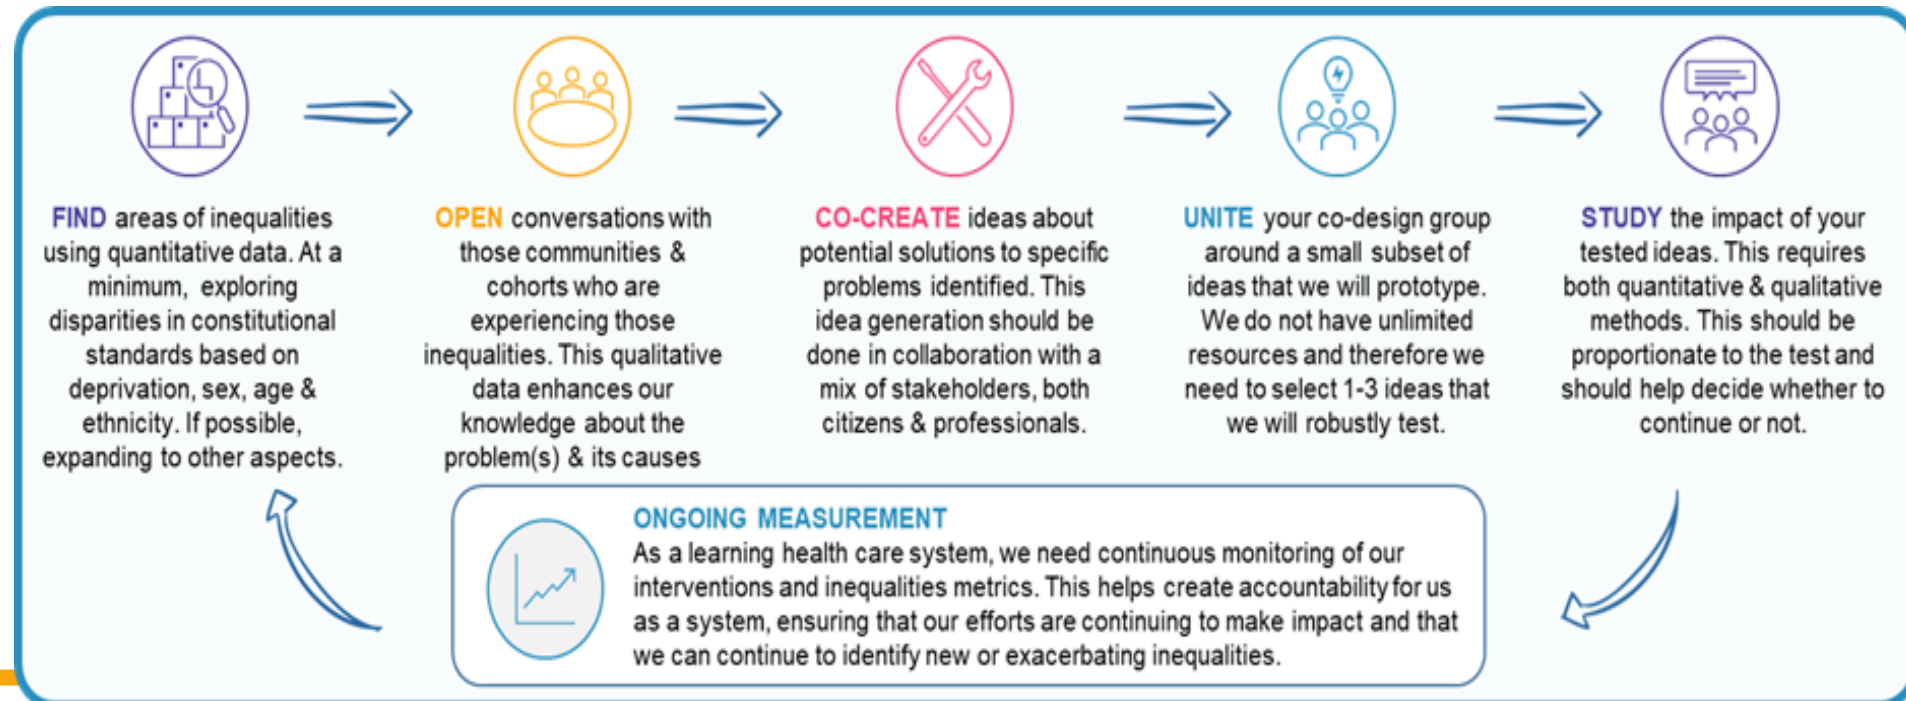 FIND areas of inequalities
using quantitative data. At a
minimum, exploring
disparities in constitutional
standards based on
deprivation, sex, age &
ethnicity. If possible,
expanding to other aspects.
OPEN conversations with
those communities &
cohorts who are
experiencing those
inequalities. This qualitative
data enhances our
knowledge about the
problem(s) & its causes
CO-CREATE ideas about
potential solutions to specific
problems identified. This
idea generation should be
done in collaboration with a
mix of stakeholders, both
citizens & professionals.
UNITE your co-design group
around a small subset of
ideas that we will prototype.
We do not have unlimited
resources and therefore we
need to select 1-3 ideas that
we will robustly test.
STUDY the impact of your
tested ideas. This requires
both quantitative & qualitative
methods. This should be
proportionate to the test and
should help decide whether to
continue or not.
ONGOING MEASUREMENT
As a learning health care system, we need continuous monitoring of our
interventions and inequalities metrics. This helps create accountability for us
as a system, ensuring that our efforts are continuing to make impact and that
we can continue to identify new or exacerbating inequalities.